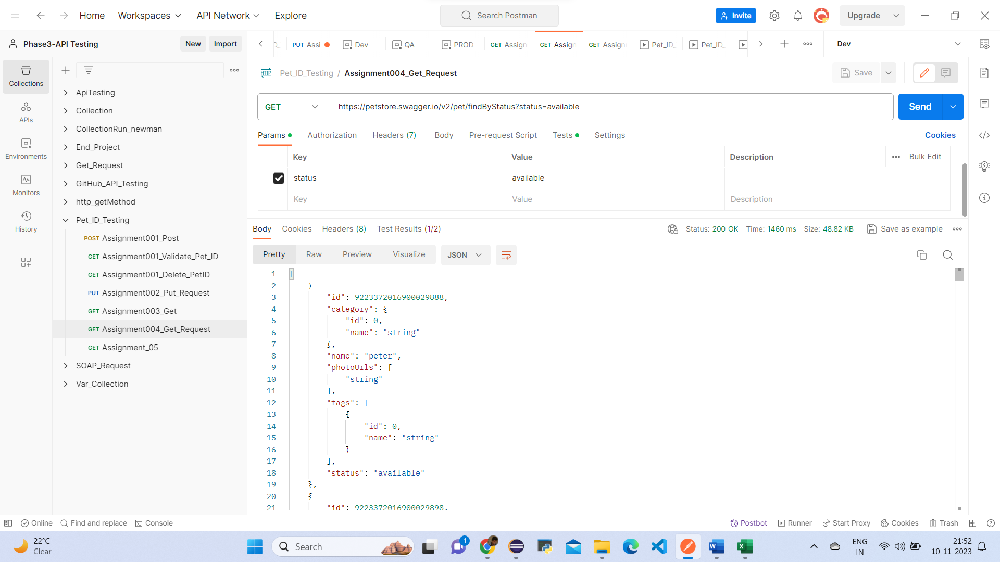 Home Workspaces API Network Explore Search Postman Invite Upgrade
Phase3-API Testing New Import PUT Assi Dev QA PROD GET Assign GET Assign GET Assign Pet_ID_ Pet_ID_ Dev
Collections
APIs
Environments
Monitors
History
ApiTesting
Collection
CollectionRun_newman
End_Project
Get_Request
GitHub_API_Testing
http_getMethod
Pet_ID_Testing
POST Assignment001_Post
GET Assignment001_Validate_Pet_ID
GET Assignment001_Delete_PetID
PUT Assignment002_Put_Request
GET Assignment003_Get
GET Assignment004_Get_Request
GET Assignment_05
SOAP_Request
Var_Collection
HTTP Pet_ID_Testing / Assignment004_Get_Request Save
GET https://petstore.swagger.io/v2/pet/findByStatus?status=available Send
Params Authorization Headers (7) Body Pre-request Script Tests Settings Cookies
Key Value Description Bulk Edit
status available
Key Value Description
Body Cookies Headers (8) Test Results (1/2) Status: 200 OK Time: 1460 ms Size: 48.82 KB Save as example
Pretty Raw Preview Visualize JSON
1 [
2 {
3 "id": 9223372016900029888,
4 "category": {
5 "id": 0,
6 "name": "string"
7 },
8 "name": "peter",
9 "photoUrls": [
10 "string"
11 ],
12 "tags": [
13 {
14 "id": 0,
15 "name": "string"
16 }
17 ],
18 "status": "available"
19 },
20 {
21 "id": 9223372016900029898,
Online Find and replace Console Postbot Runner Start Proxy Cookies Trash
22°C
Clear
Search
1
ENG
IN
21:52
10-11-2023